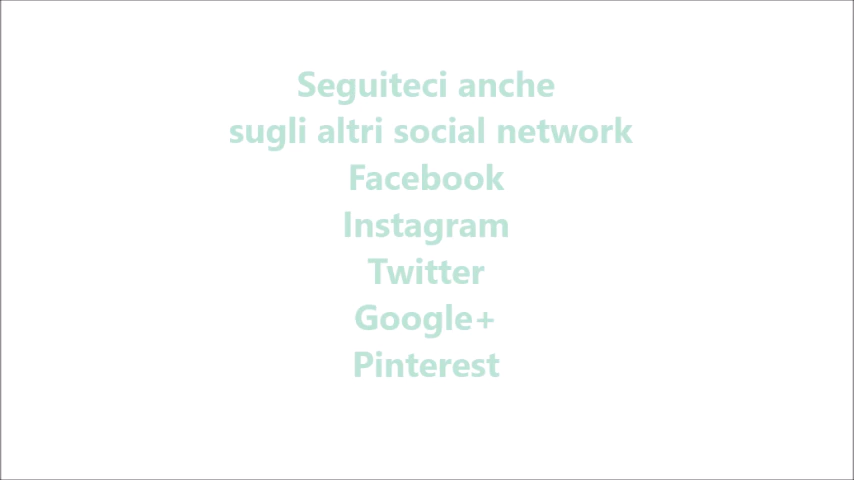 Seguiteci anche
sugli altri social network
Facebook
Instagram
Twitter
Google+
Pinterest